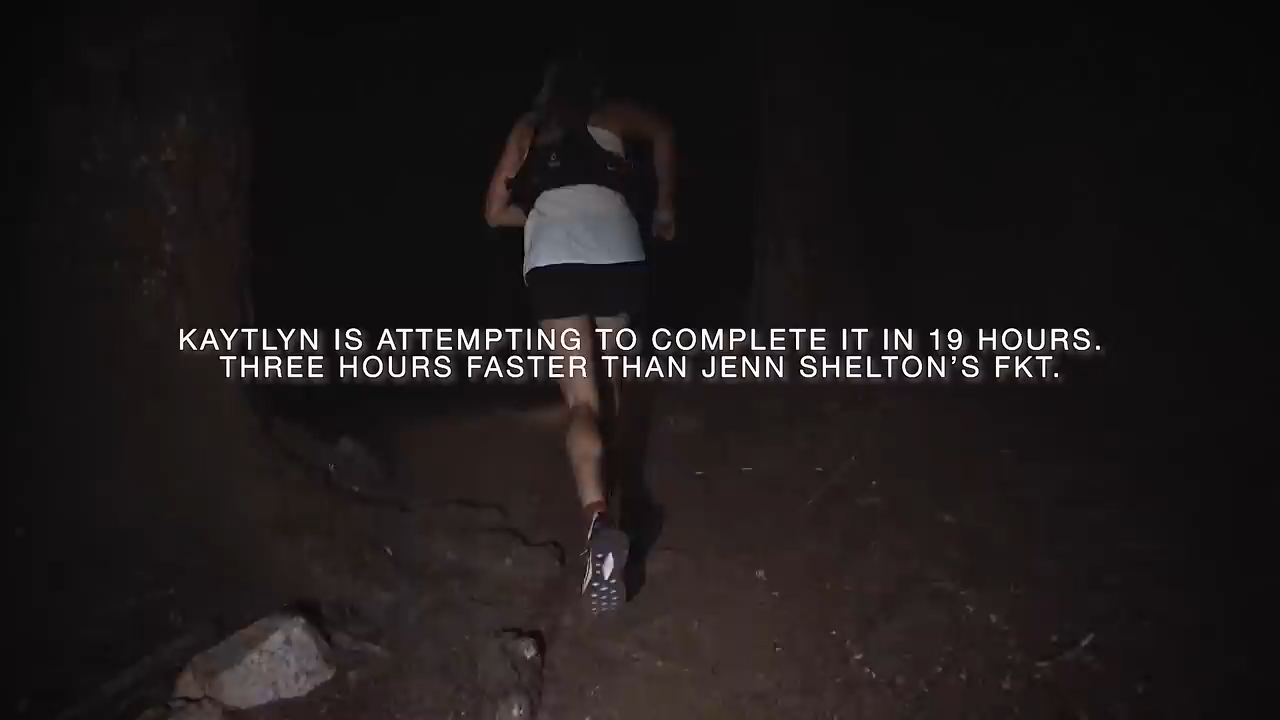 KAYTLYN IS ATTEMPTING TO COMPLETE IT IN 19 HOURS.
THREE HOURS FASTER THAN JENN SHELTON'S FKT.